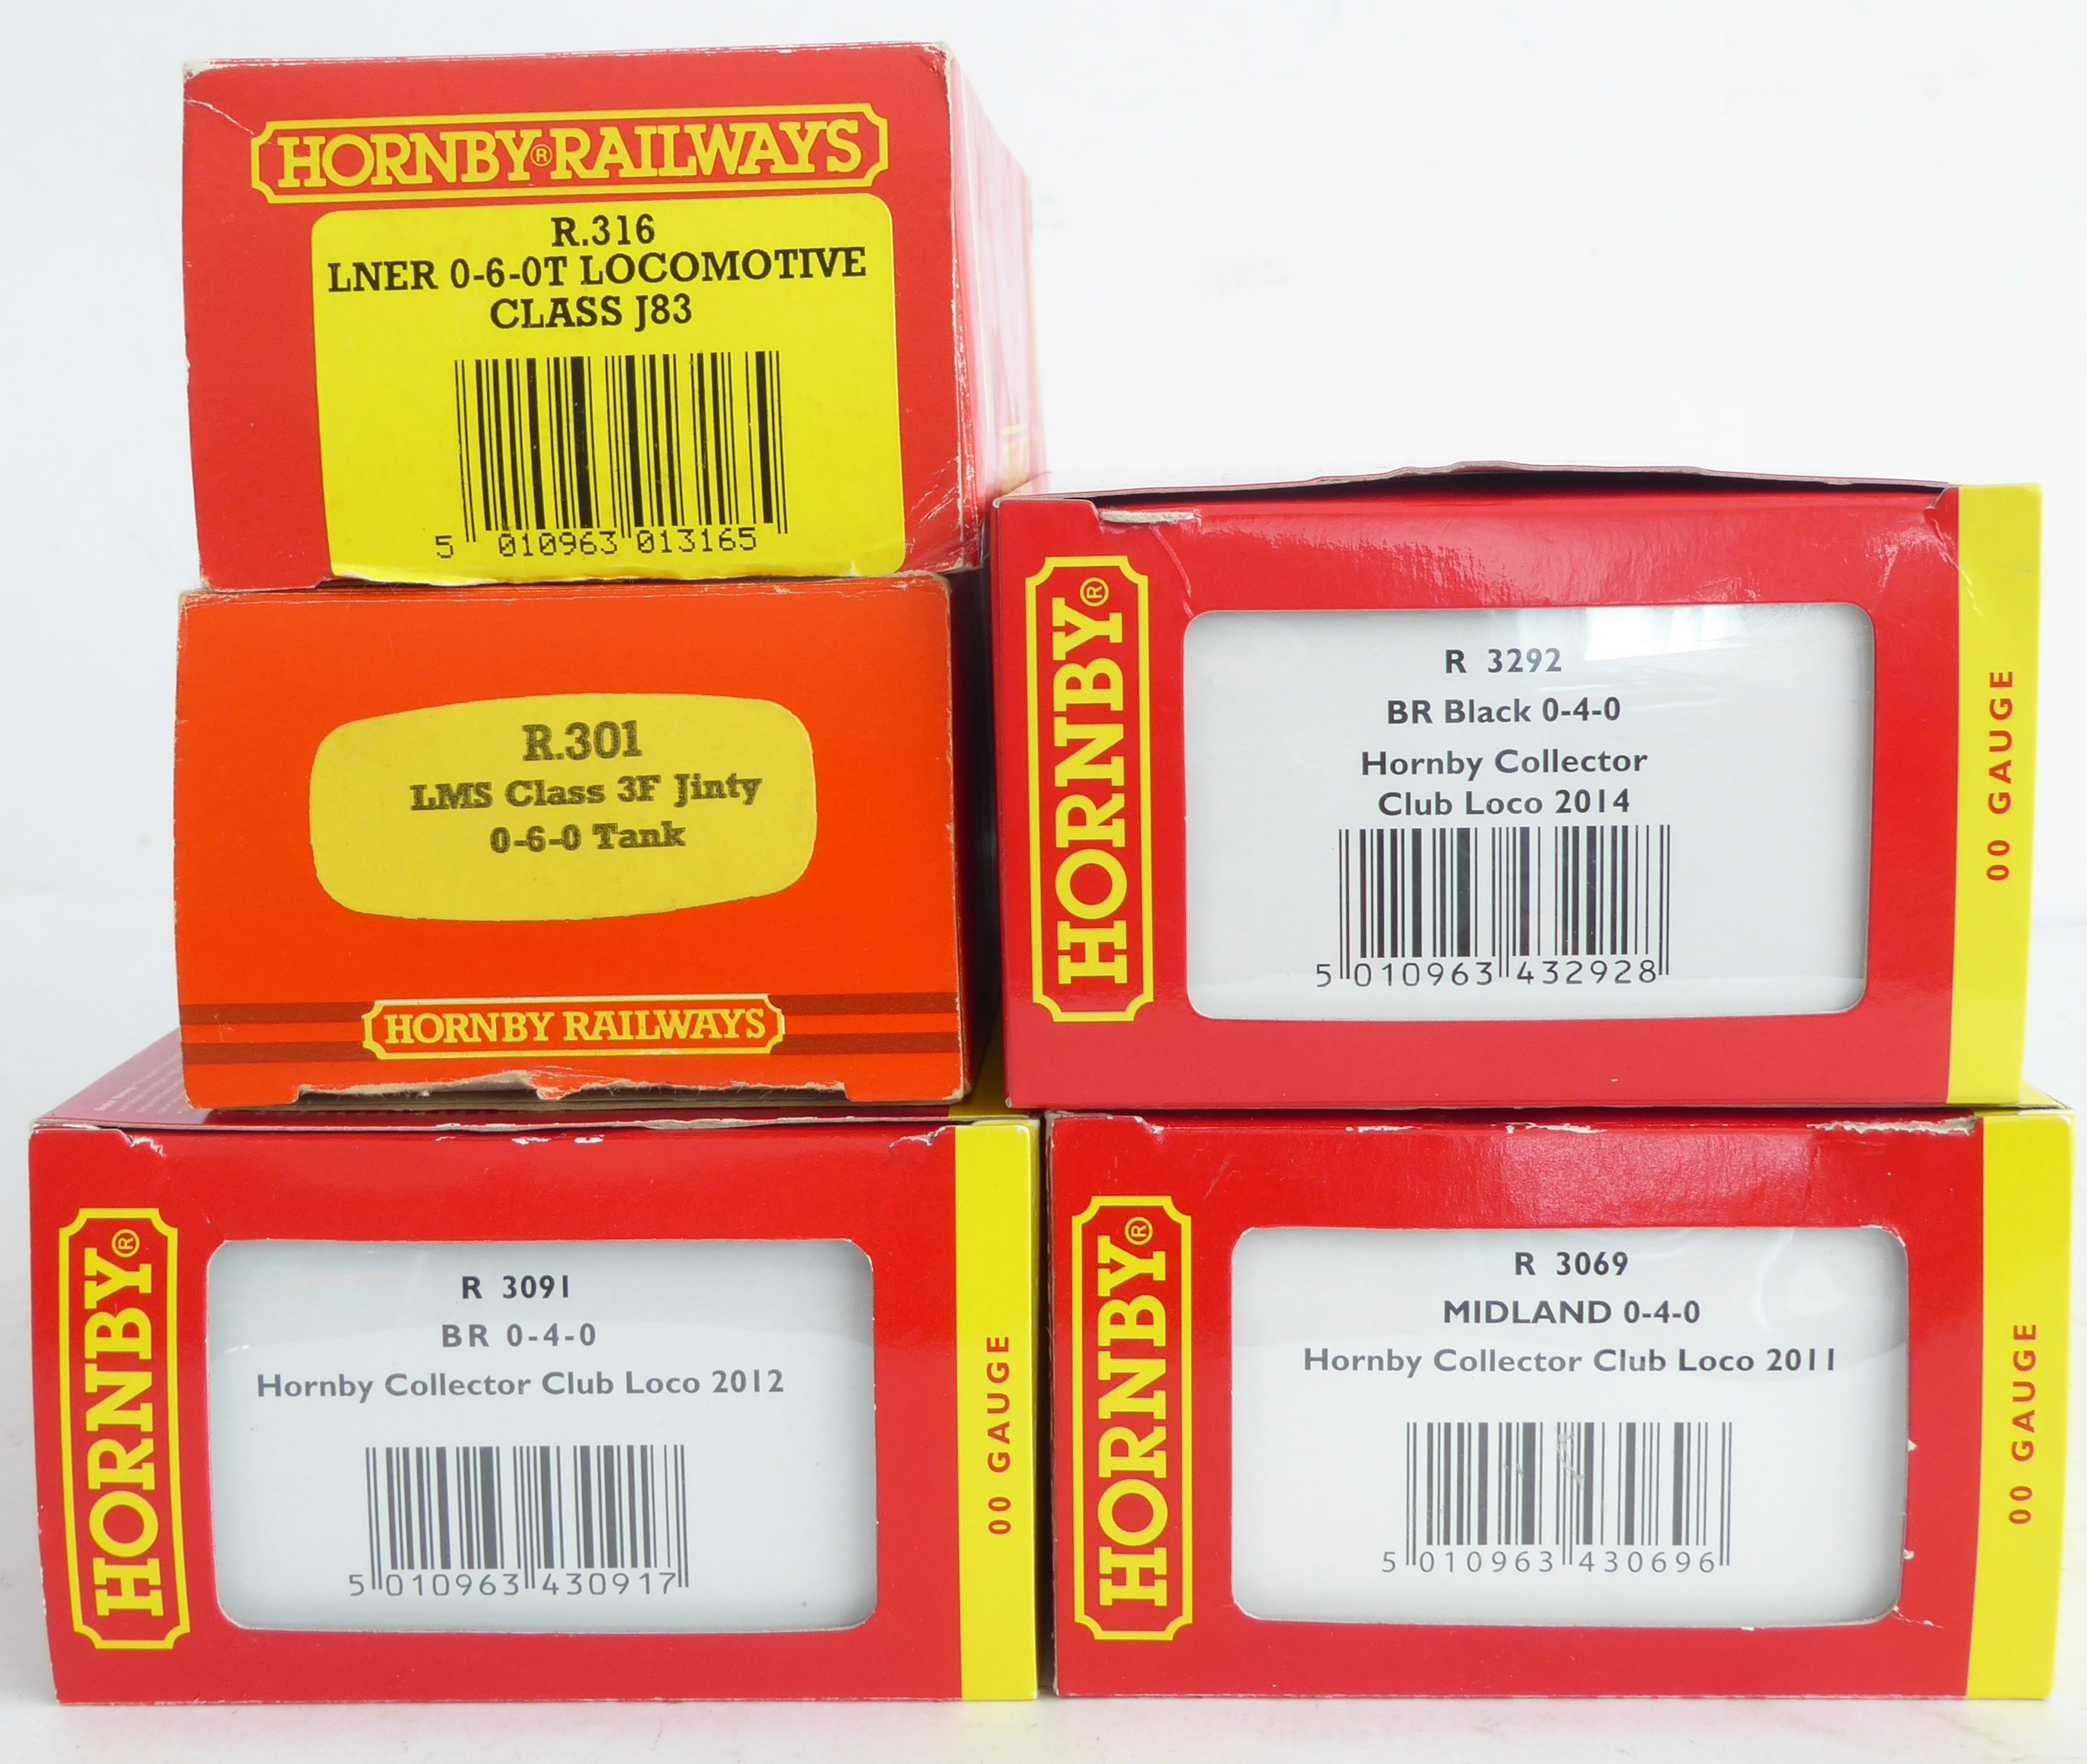 HORNBY® RAILWAYS
R.316
LNER 0-6-0T LOCOMOTIVE
CLASS J83
5 010963 013165
R.301
LMS Class 3F Jinty
0-6-0 Tank
HORNBY RAILWAYS
HORNBY®
R 3292
BR Black 0-4-0
Hornby Collector
Club Loco 2014
5 010963 432928
00 GAUGE
HORNBY®
R 3091
BR 0-4-0
Hornby Collector Club Loco 2012
5 010963 430917
00 GAUGE
HORNBY®
R 3069
MIDLAND 0-4-0
Hornby Collector Club Loco 2011
5 010963 430696
00 GAUGE